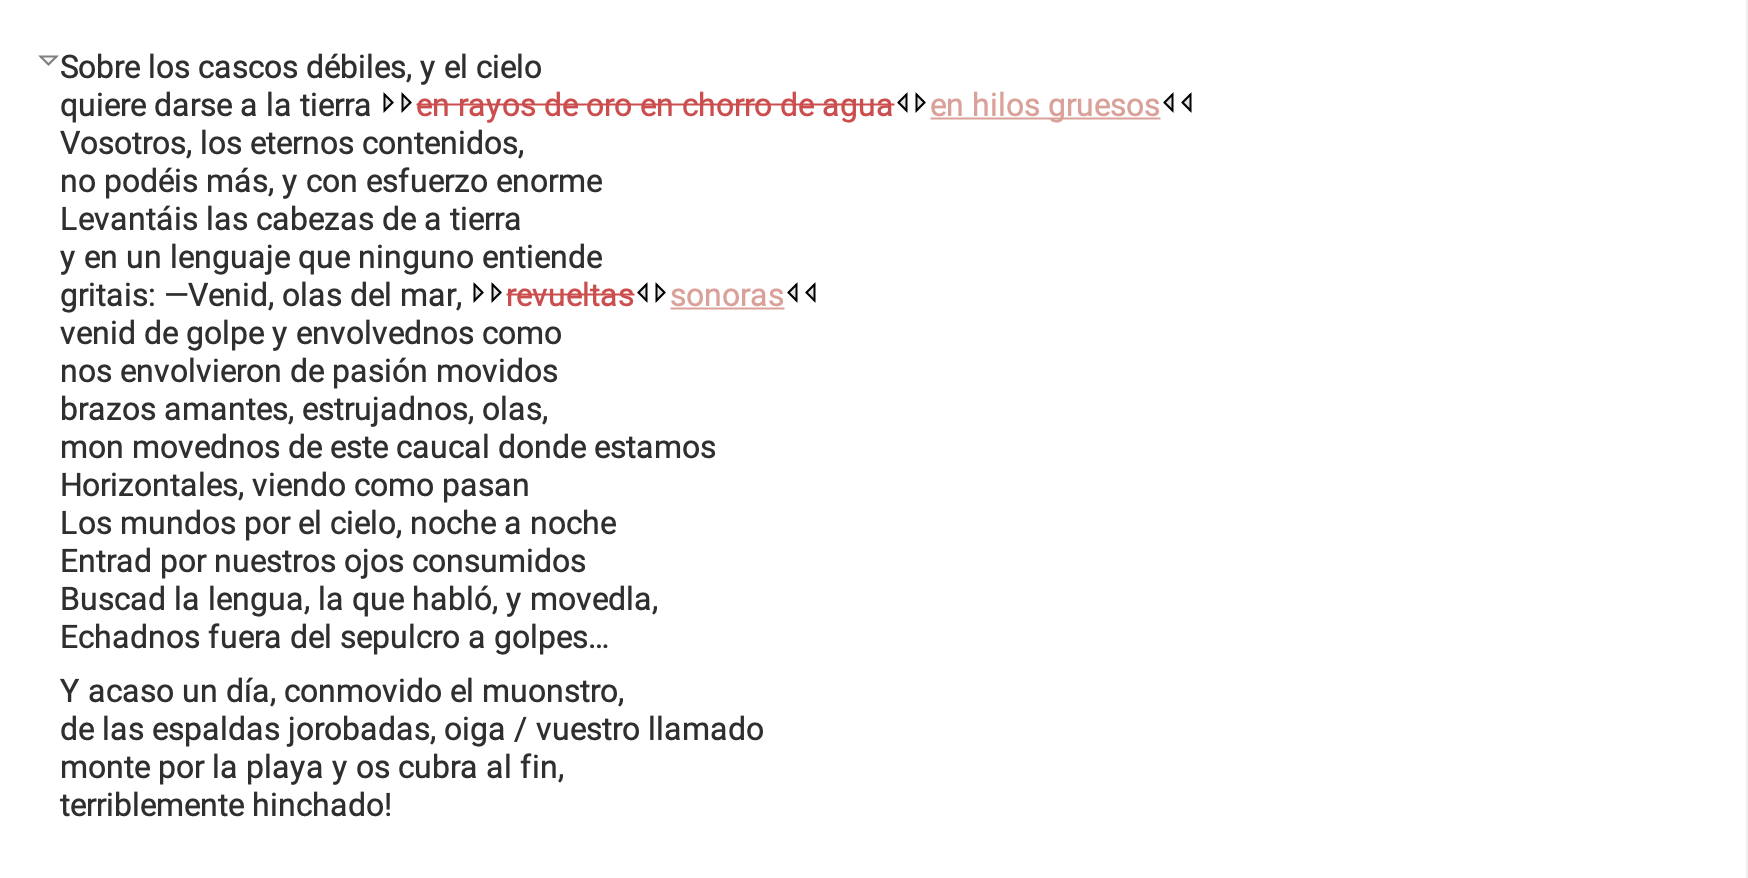 Sobre los cascos débiles, y el cielo
quiere darse a la tierra en rayos de oro en chorro de agua en hilos gruesos
Vosotros, los eternos contenidos,
no podéis más, y con esfuerzo enorme
Levantáis las cabezas de a tierra
y en un lenguaje que ninguno entiende
gritais: —Venid, olas del mar, revueltas sonoras
venid de golpe y envolvednos como
nos envolvieron de pasión movidos
brazos amantes, estrujadnos, olas,
mon movednos de este caucal donde estamos
Horizontales, viendo como pasan
Los mundos por el cielo, noche a noche
Entrad por nuestros ojos consumidos
Buscad la lengua, la que habló, y movedla,
Echadnos fuera del sepulcro a golpes…
Y acaso un día, conmovido el muonstro,
de las espaldas jorobadas, oiga / vuestro llamado
monte por la playa y os cubra al fin,
terriblemente hinchado!